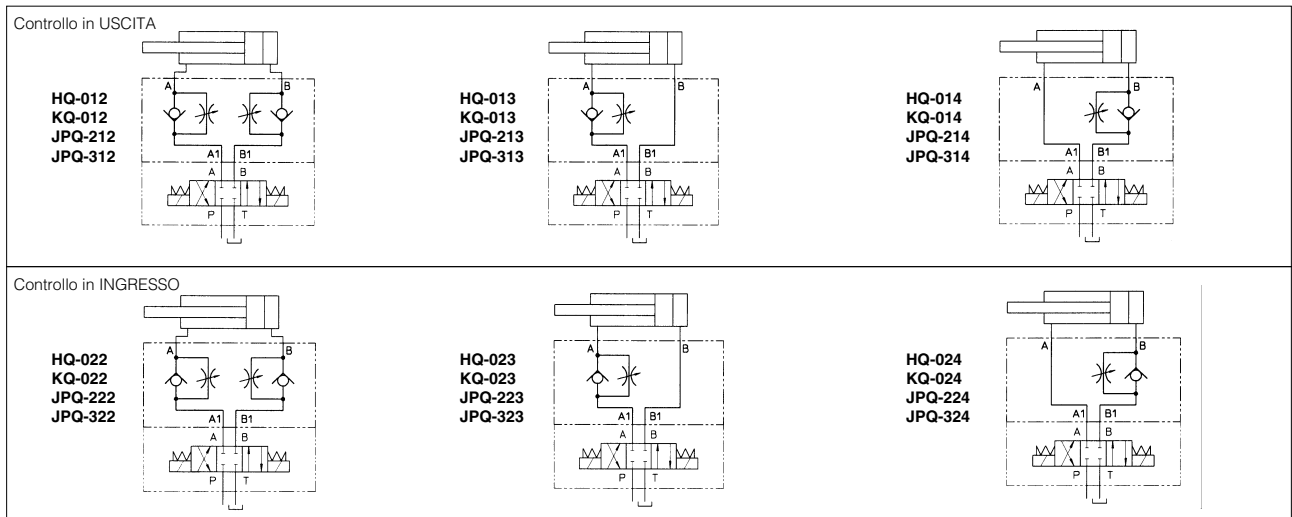 Controllo in USCITA
HQ-012
KQ-012
JPQ-212
JPQ-312
A B
A1 B1
A B
P T
HQ-013
KQ-013
JPQ-213
JPQ-313
A B
A1 B1
A B
P T
HQ-014
KQ-014
JPQ-214
JPQ-314
A B
A1 B1
A B
P T
Controllo in INGRESSO
HQ-022
KQ-022
JPQ-222
JPQ-322
A B
A1 B1
A B
P T
HQ-023
KQ-023
JPQ-223
JPQ-323
A B
A1 B1
A B
P T
HQ-024
KQ-024
JPQ-224
JPQ-324
A B
A1 B1
A B
P T